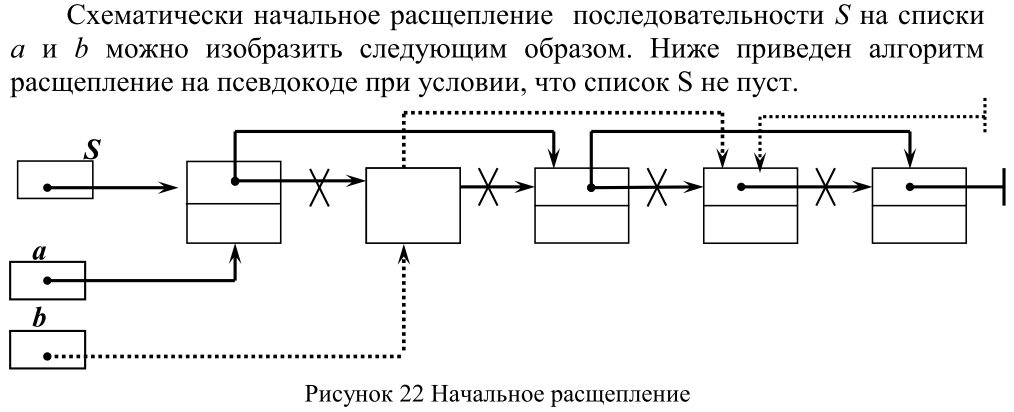 Схематически начальное расщепление последовательности S на списки
a и b можно изобразить следующим образом. Ниже приведен алгоритм
расщепление на псевдокоде при условии, что список S не пуст.
S
a
b
Рисунок 22 Начальное расщепление